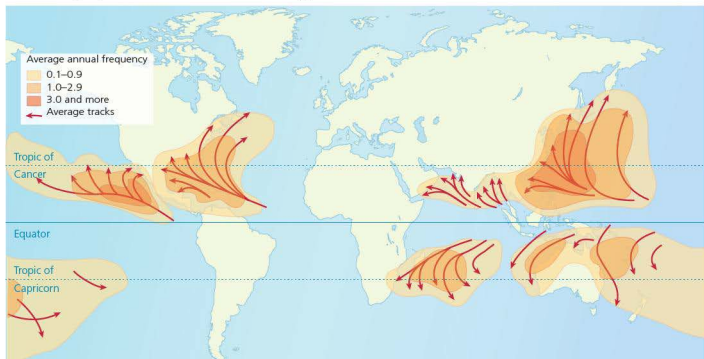 Average annual frequency
0.1–0.9
1.0–2.9
3.0 and more
Average tracks
Tropic of
Cancer
Equator
Tropic of
Capricorn